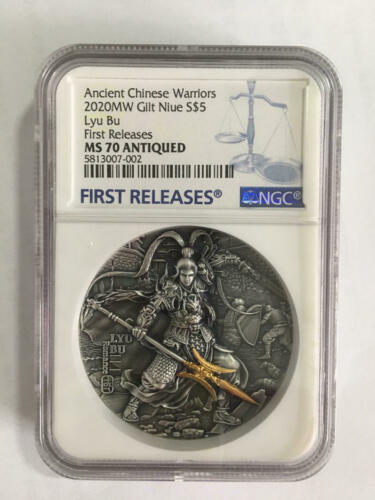 Ancient Chinese Warriors
2020MW Gilt Niue S$5
Lyu Bu
First Releases
MS 70 ANTIQUED
5813007-002
FIRST RELEASES®
NGC®
LYU
BU
Romance